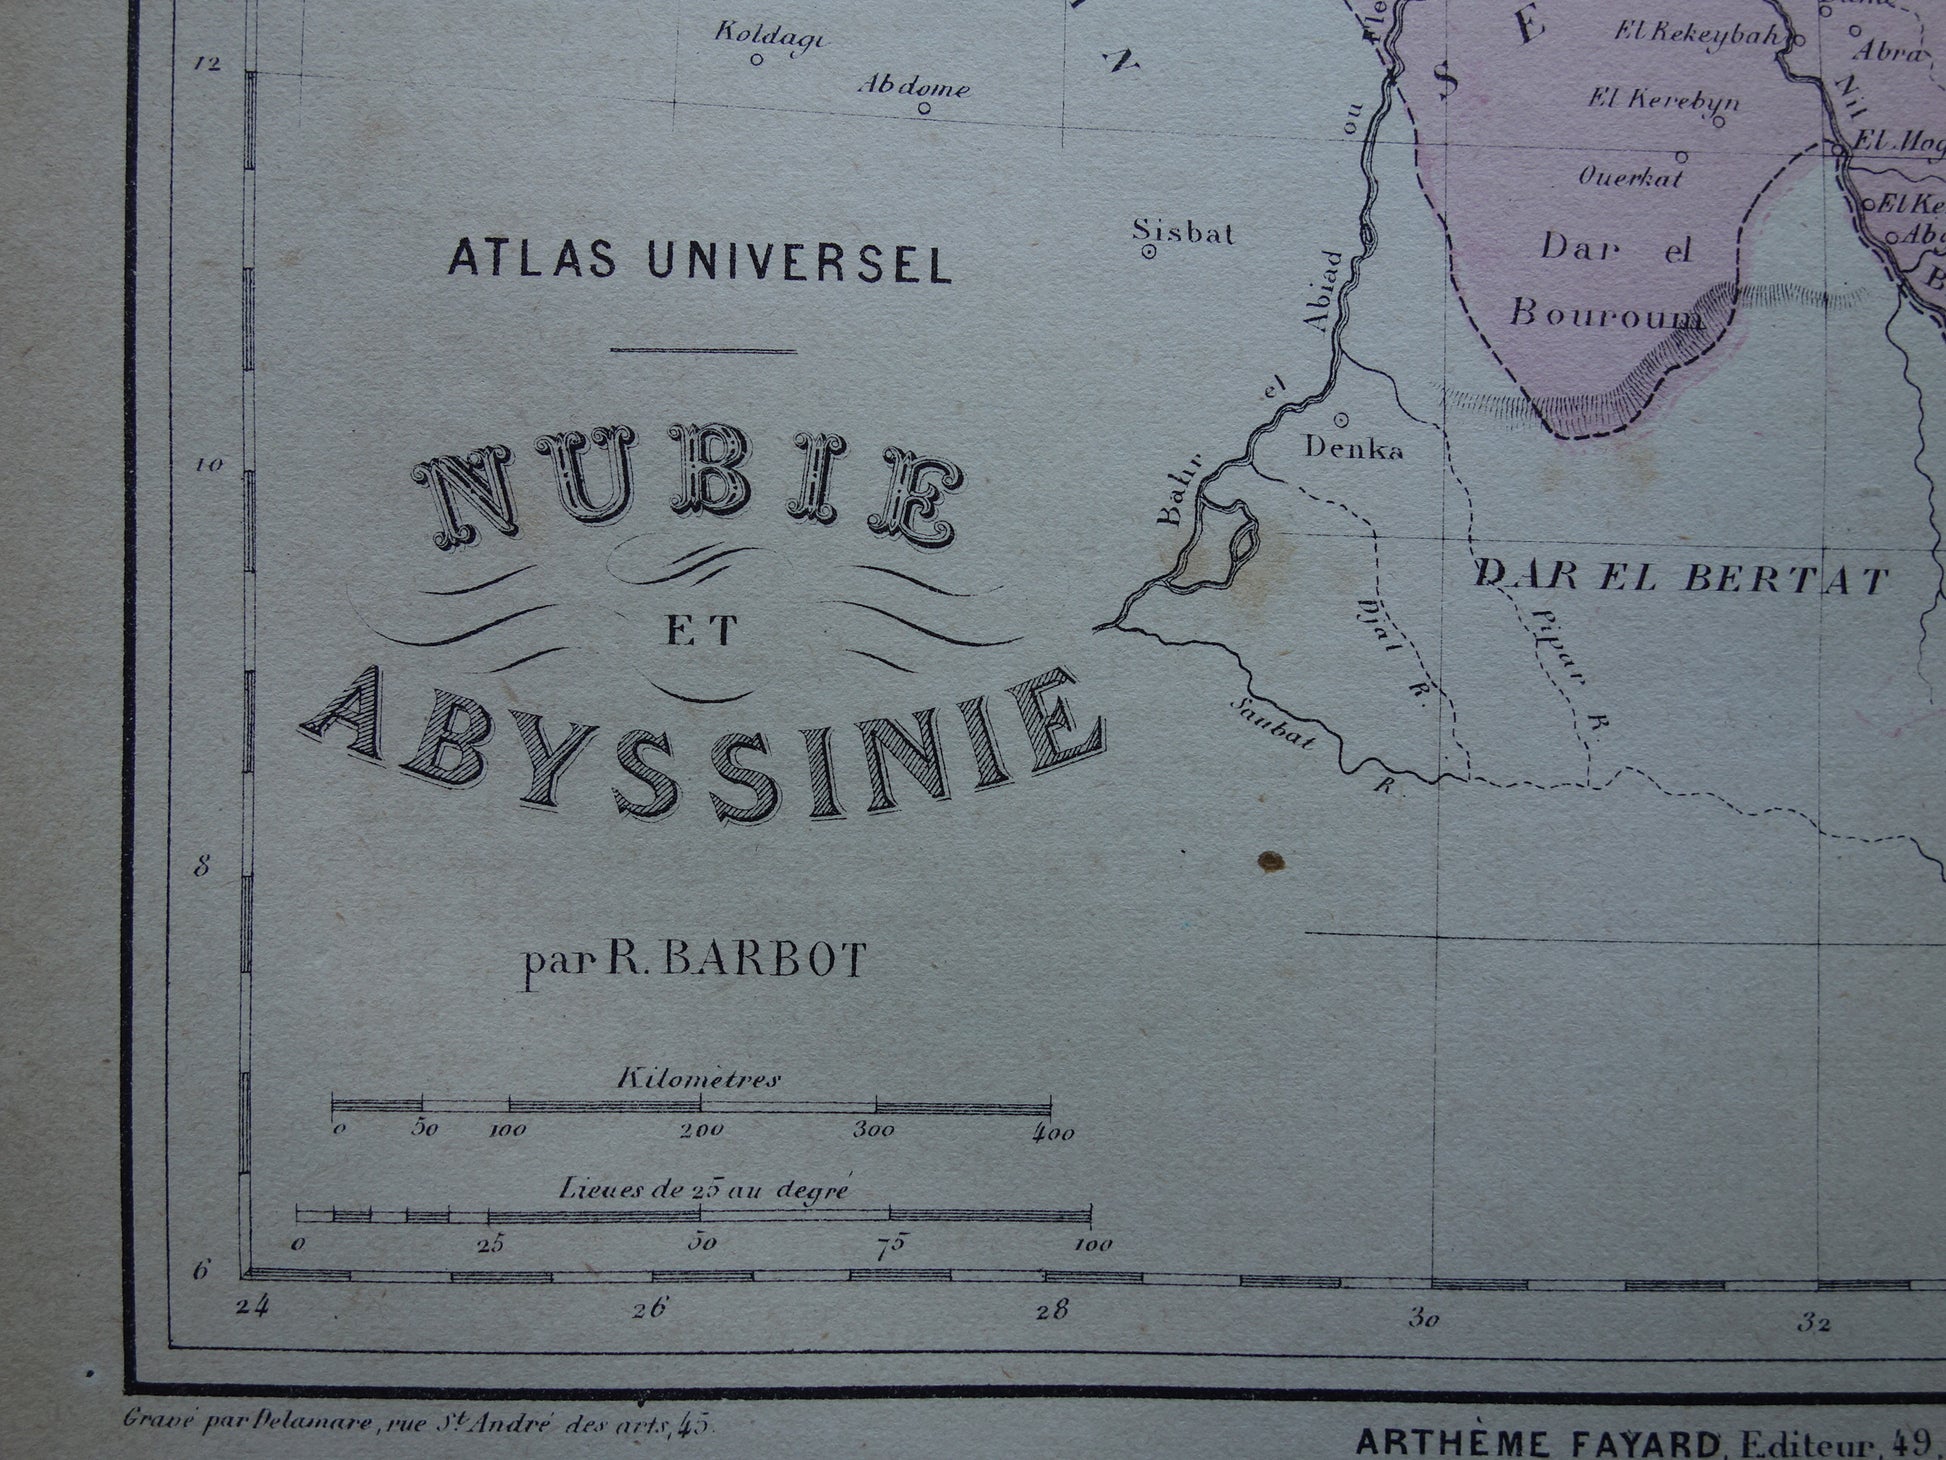 12
Koldagi
Abdome
N
ou
S
E
El Kekeybah
Abra
El Kerebyn
Nil
Ouerkat
Dar el
Bouroum
Sisbat
Abiad
el
Bahr
Denka
ATLAS UNIVERSEL
NUBIE
ET
ABYSSINIE
par R. BARBOT
10
DAR EL BERTAT
Djal R.
Pipar R.
Saubat R.
8
Kilomètres
0 50 100 200 300 400
Lieues de 25 au degré
0 25 50 75 100
6
24 26 28 30 32
Gravé par Delamare, rue St. André des arts, 45.
ARTHÈME FAYARD, Editeur, 49,